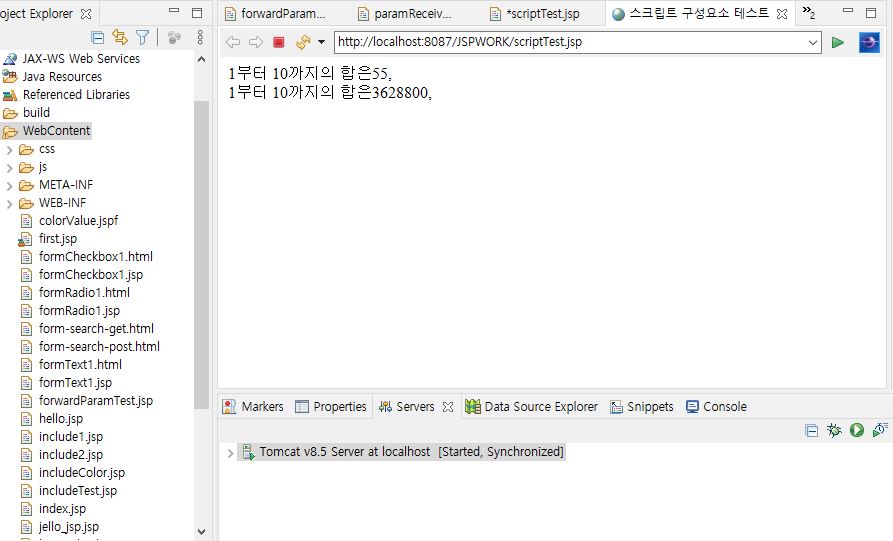 oject Explorer
JAX-WS Web Services
Java Resources
Referenced Libraries
build
WebContent
css
js
META-INF
WEB-INF
colorValue.jspf
first.jsp
formCheckbox1.html
formCheckbox1.jsp
formRadio1.html
formRadio1.jsp
form-search-get.html
form-search-post.html
formText1.html
formText1.jsp
forwardParamTest.jsp
hello.jsp
include1.jsp
include2.jsp
includeColor.jsp
includeTest.jsp
index.jsp
jello_jsp.jsp
forwardParam... paramReceiv... *scriptTest.jsp 스크립트 구성요소 테스트 »2
http://localhost:8087/JSPWORK/scriptTest.jsp
1부터 10까지의 합은55,
1부터 10까지의 합은3628800,
Markers Properties Servers Data Source Explorer Snippets Console
Tomcat v8.5 Server at localhost [Started, Synchronized]